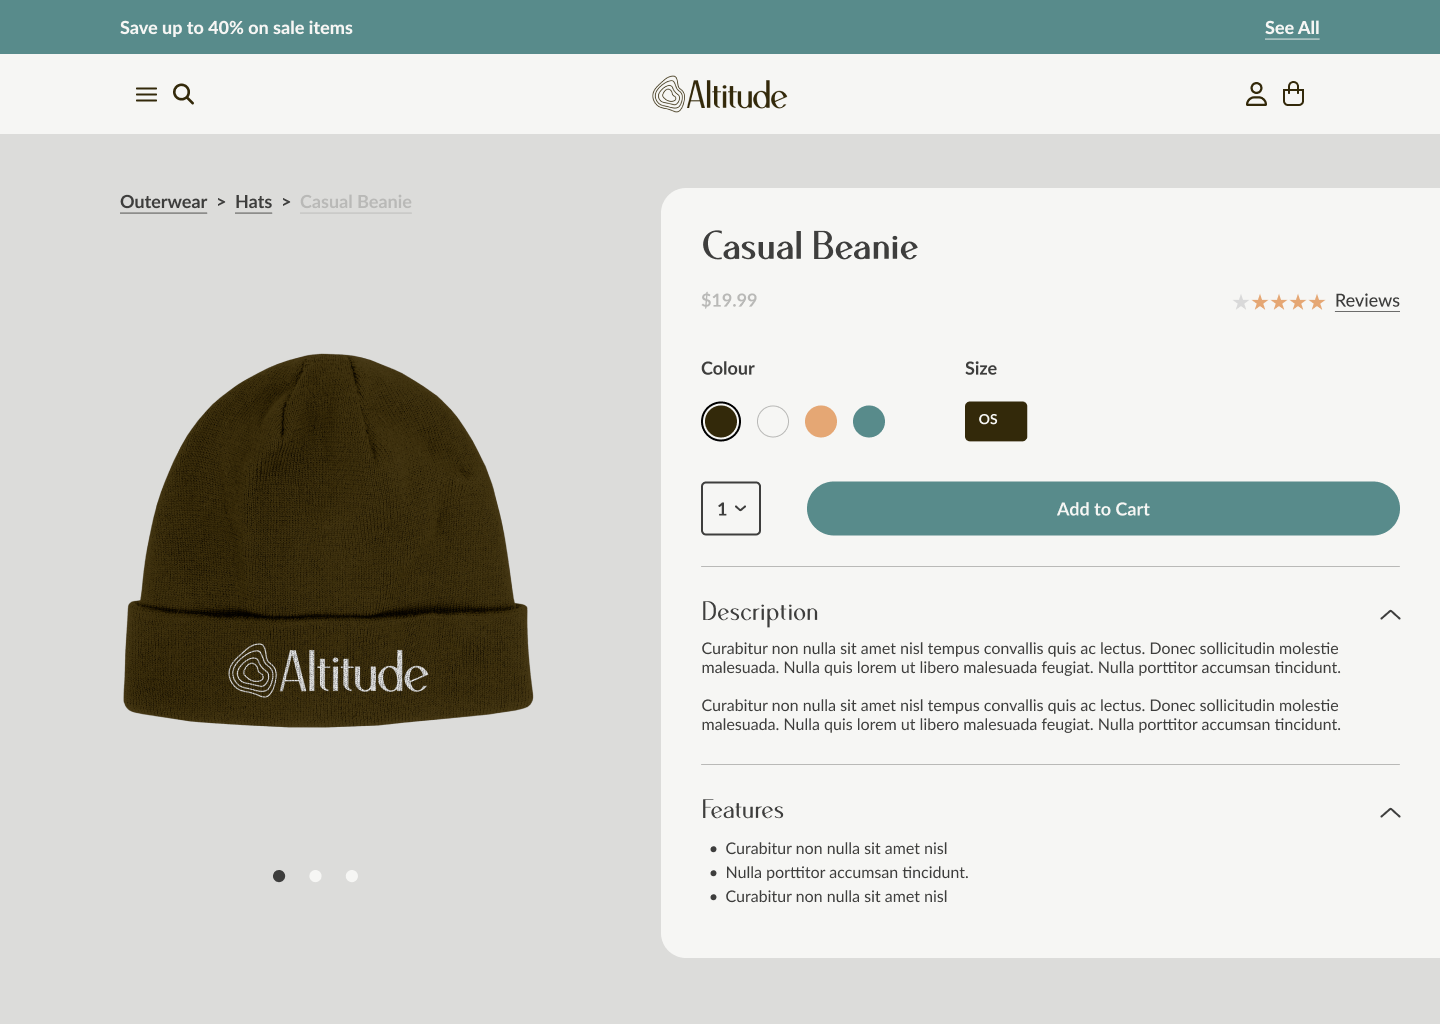 Save up to 40% on sale items
See All
Altitude
Outerwear > Hats > Casual Beanie
Casual Beanie
$19.99
Reviews
Colour
Size
OS
1
Add to Cart
Altitude
Description
Curabitur non nulla sit amet nisl tempus convallis quis ac lectus. Donec sollicitudin molestie
malesuada. Nulla quis lorem ut libero malesuada feugiat. Nulla porttitor accumsan tincidunt.
Curabitur non nulla sit amet nisl tempus convallis quis ac lectus. Donec sollicitudin molestie
malesuada. Nulla quis lorem ut libero malesuada feugiat. Nulla porttitor accumsan tincidunt.
Features
• Curabitur non nulla sit amet nisl
• Nulla porttitor accumsan tincidunt.
• Curabitur non nulla sit amet nisl